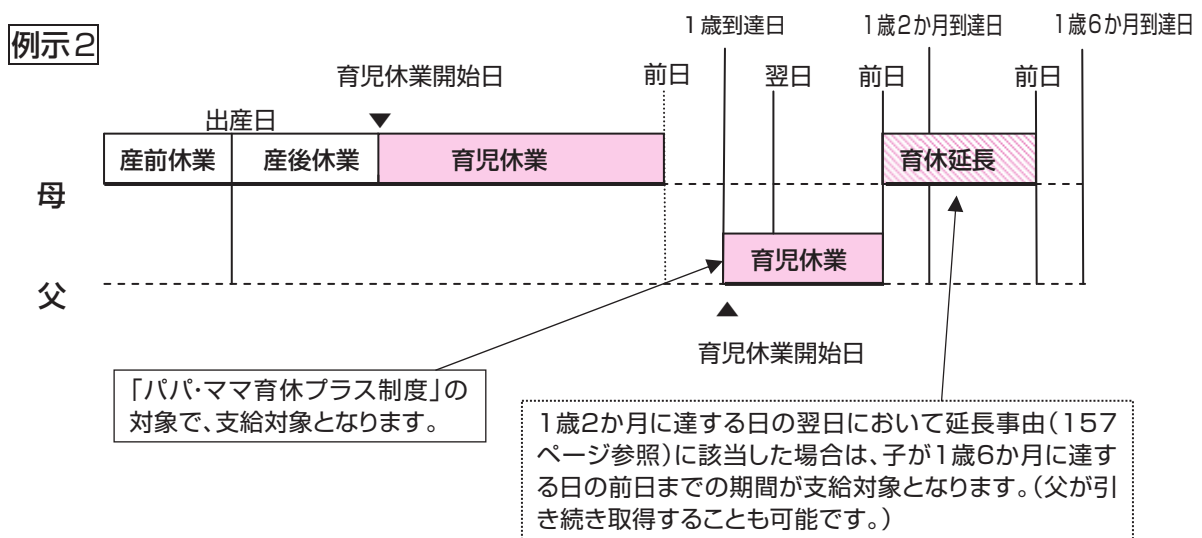 例示2
1歳到達日
1歳2か月到達日
1歳6か月到達日
育児休業開始日
前日
翌日
前日
前日
出産日
▼
産前休業
産後休業
育児休業
育休延長
母
育児休業
父
▲
育児休業開始日
「パパ・ママ育休プラス制度」の
対象で、支給対象となります。
1歳2か月に達する日の翌日において延長事由(157
ページ参照)に該当した場合は、子が1歳6か月に達す
る日の前日までの期間が支給対象となります。(父が引
き続き取得することも可能です。)